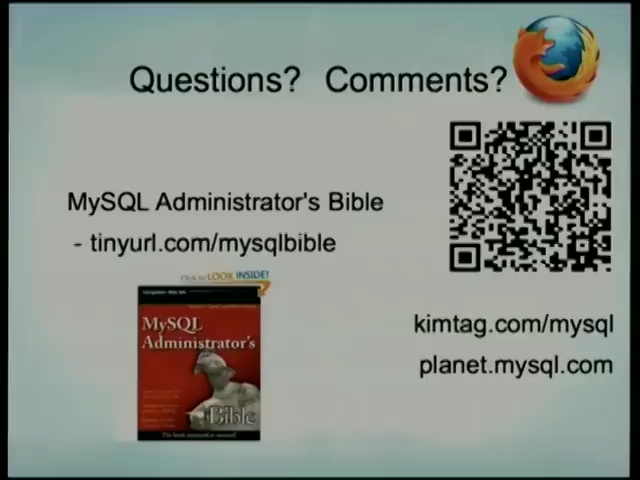 Questions? Comments?
MySQL Administrator's Bible
- tinyurl.com/mysqlbible
LOOK INSIDE!
MySQL
Administrator's
Bible
kimtag.com/mysql
planet.mysql.com